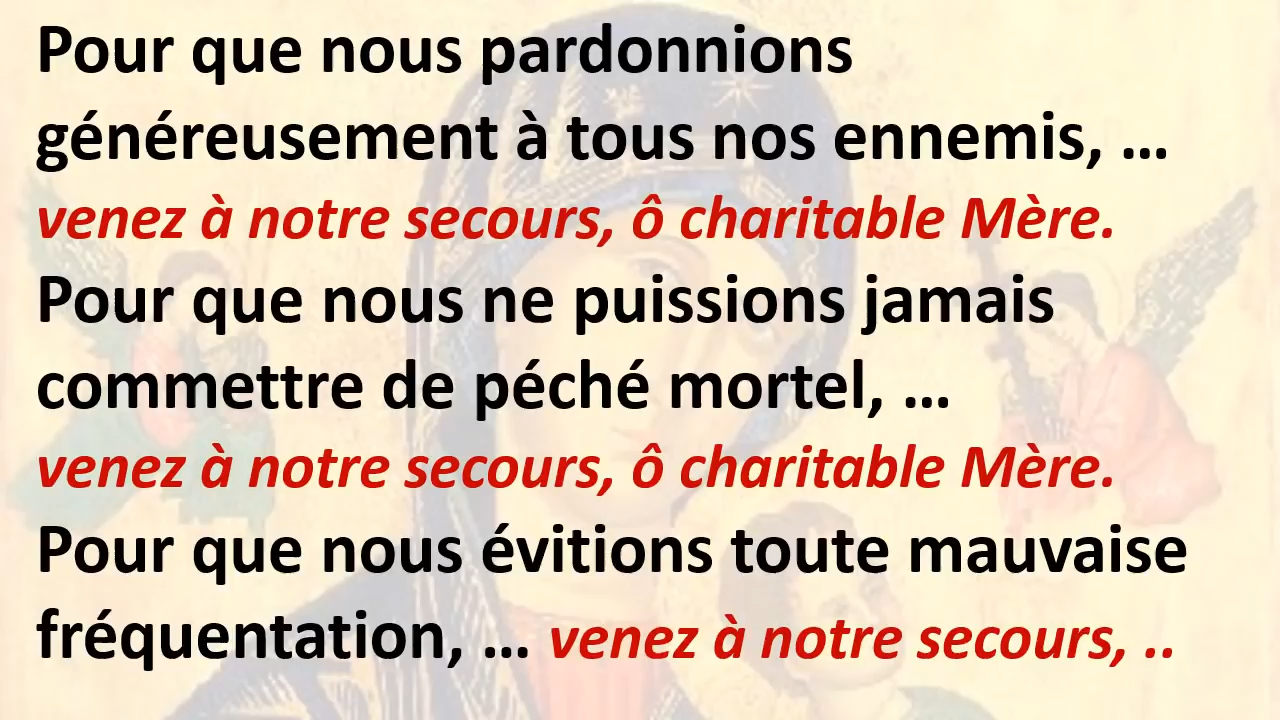 Pour que nous pardonnions
généreusement à tous nos ennemis, ...
venez à notre secours, ô charitable Mère.
Pour que nous ne puissions jamais
commettre de péché mortel, ...
venez à notre secours, ô charitable Mère.
Pour que nous évitions toute mauvaise
fréquentation, ... venez à notre secours, ..